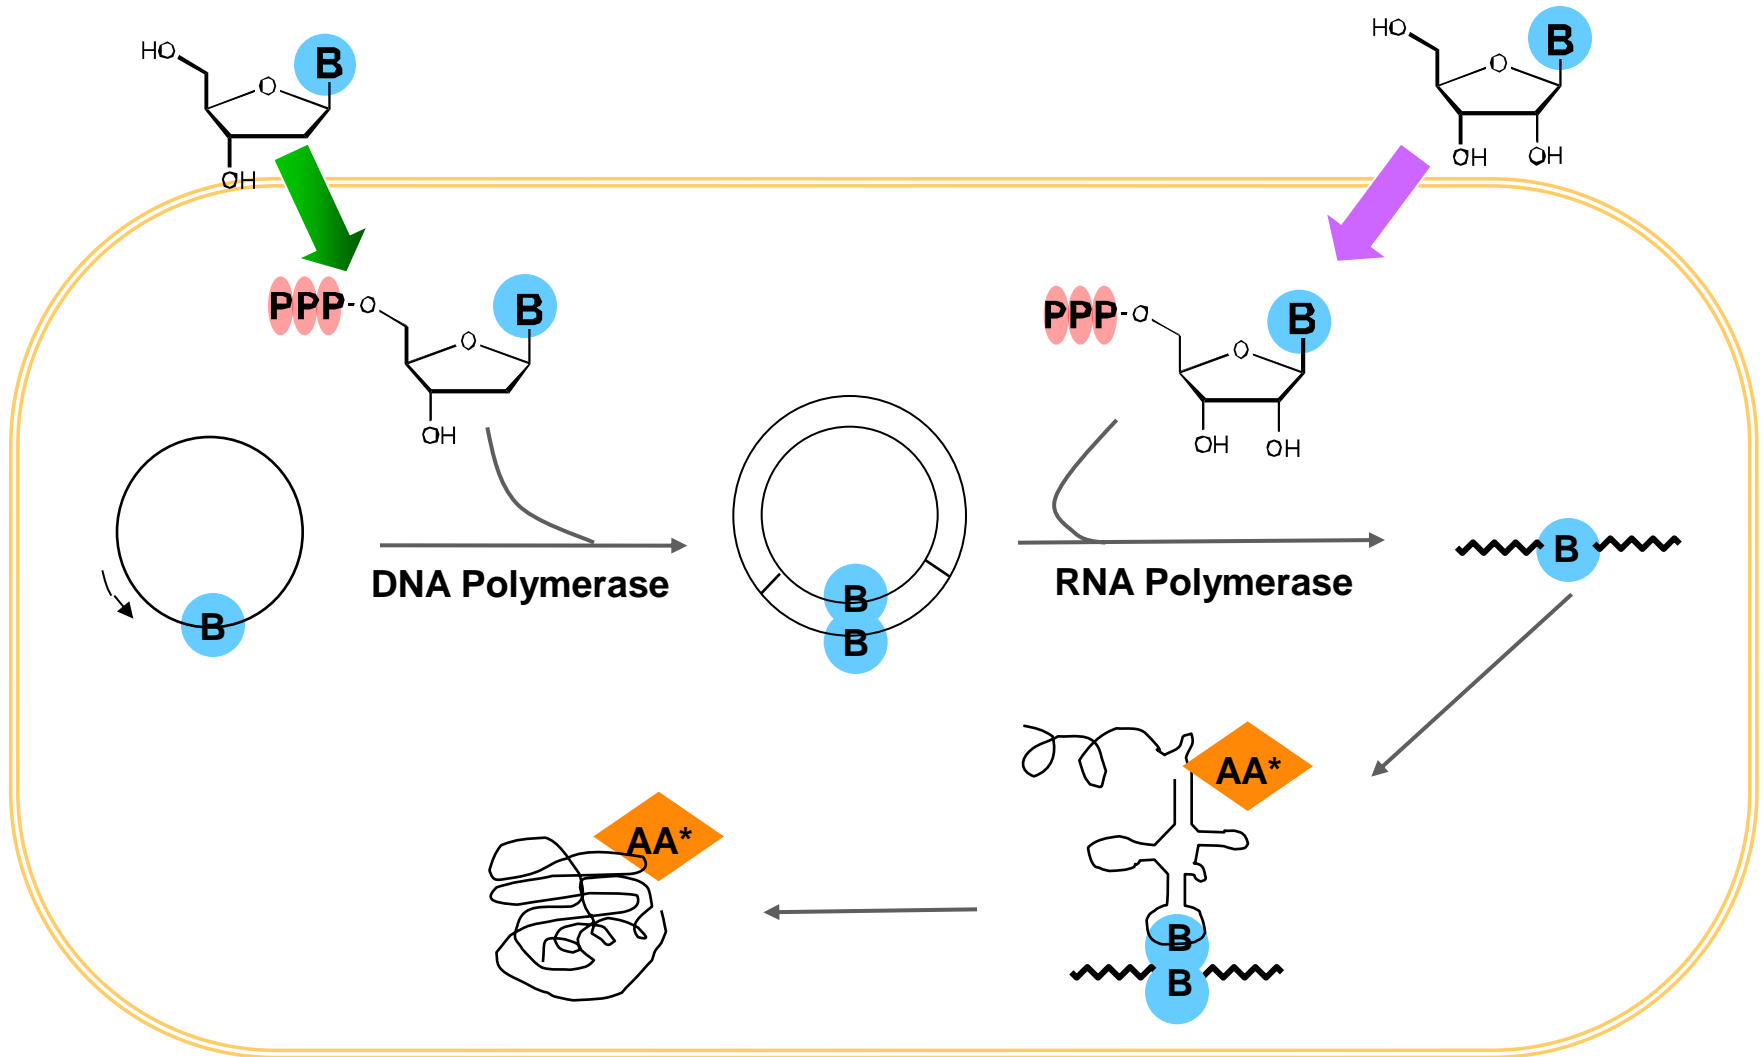 HO
B
O
OH
HO
B
O
OH
OH
PPP-O
B
O
OH
PPP-O
B
O
OH
OH
B
DNA Polymerase
B
B
RNA Polymerase
B
AA*
AA*
B
B